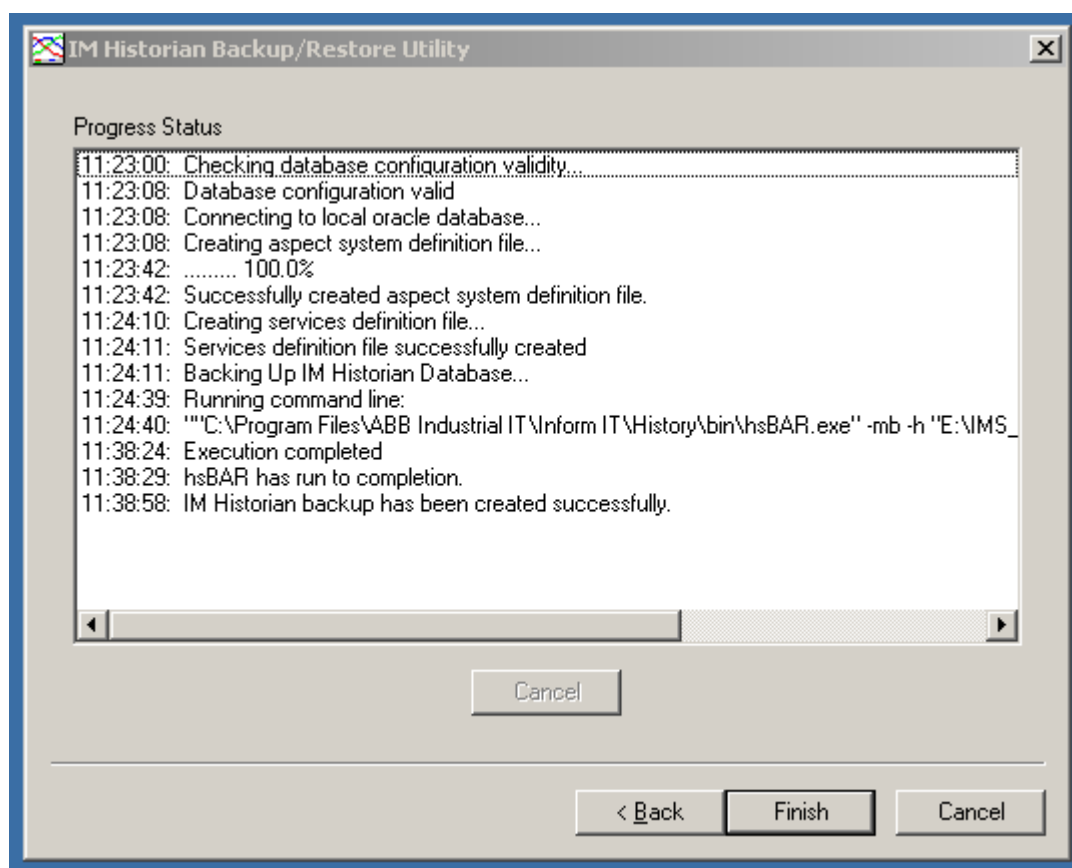 IM Historian Backup/Restore Utility
Progress Status
11:23:00: Checking database configuration validity...
11:23:08: Database configuration valid
11:23:08: Connecting to local oracle database...
11:23:08: Creating aspect system definition file...
11:23:42: ......... 100.0%
11:23:42: Successfully created aspect system definition file.
11:24:10: Creating services definition file...
11:24:11: Services definition file successfully created
11:24:11: Backing Up IM Historian Database...
11:24:39: Running command line:
11:24:40: ""C:\Program Files\ABB Industrial IT\Inform IT\History\bin\hsBAR.exe" -mb -h "E:\IMS_
11:38:24: Execution completed
11:38:29: hsBAR has run to completion.
11:38:58: IM Historian backup has been created successfully.
Cancel
< Back Finish Cancel